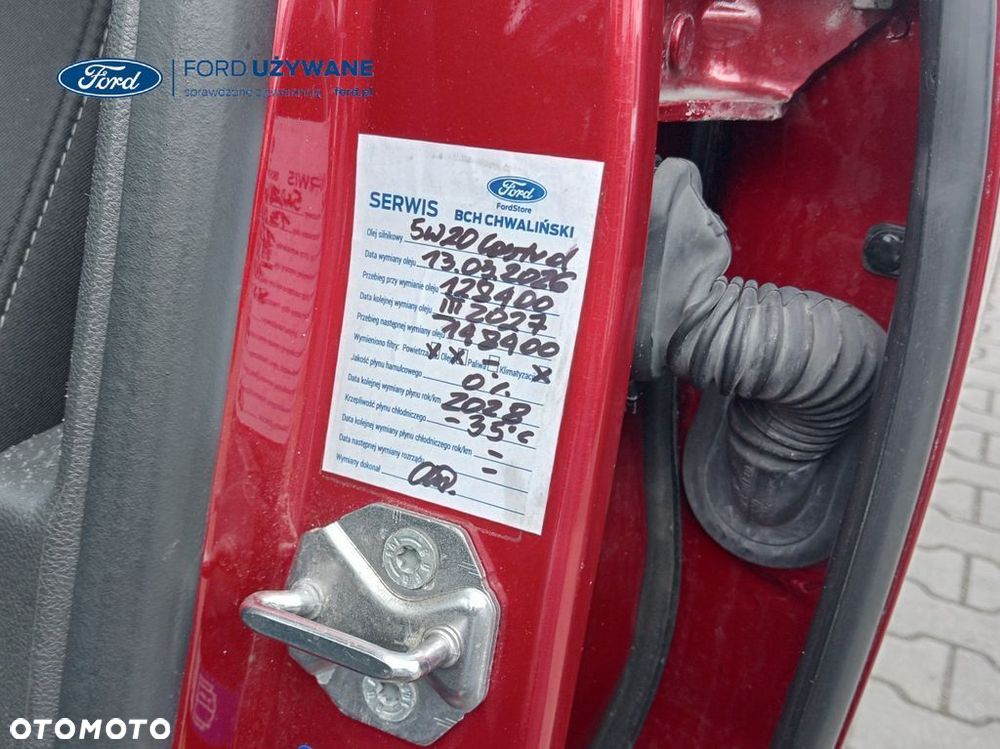 Ford
FORD UŻYWANE
sprawdzone z gwarancją ford.pl
Ford
FordStore
SERWIS BCH CHWALIŃSKI
Olej silnikowy 5W20 Castrol
Data wymiany oleju 13.03.2026
Przebieg przy wymianie oleju 128400
Data kolejnej wymiany oleju III 2027
Przebieg następnej wymiany oleju 148400
Wymieniono filtry: Powietrza x Oleju x Paliwa - Klimatyzacji x
Jakość płynu hamulcowego 0%
Data kolejnej wymiany płynu rok/km 2028
Krzepliwość płynu chłodniczego -35°C
Data kolejnej wymiany płynu chłodniczego rok/km -
Data następnej wymiany rozrządu -
Wymiany dokonał
OTOMOTO